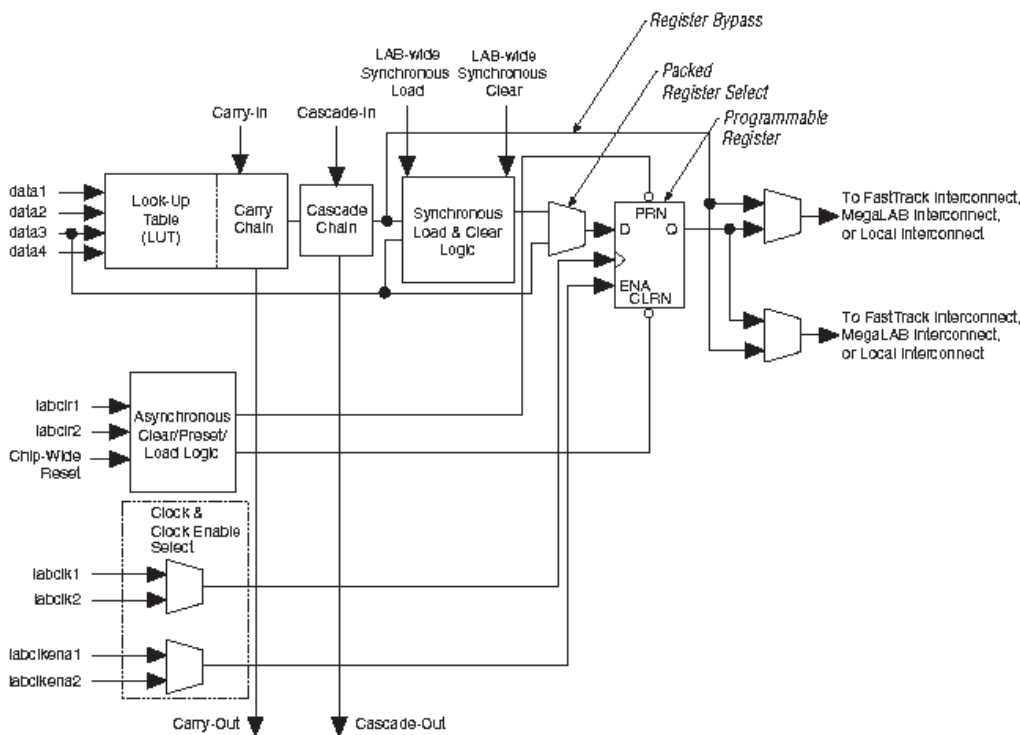 Register Bypass
LAB-wide
Synchronous
Load
LAB-wide
Synchronous
Clear
Packed
Register Select
Programmable
Register
Carry-In
Cascade-In
data1
data2
data3
data4
Look-Up
Table
(LUT)
Carry
Chain
Cascade
Chain
Synchronous
Load & Clear
Logic
PRN
D
Q
ENA
CLRN
To FastTrack Interconnect,
MegaLAB Interconnect,
or Local Interconnect
To FastTrack Interconnect,
MegaLAB Interconnect,
or Local Interconnect
labclr1
labclr2
Chip-Wide
Reset
Asynchronous
Clear/Preset/
Load Logic
Clock &
Clock Enable
Select
labclk1
labclk2
labclkena1
labclkena2
Carry-Out
Cascade-Out